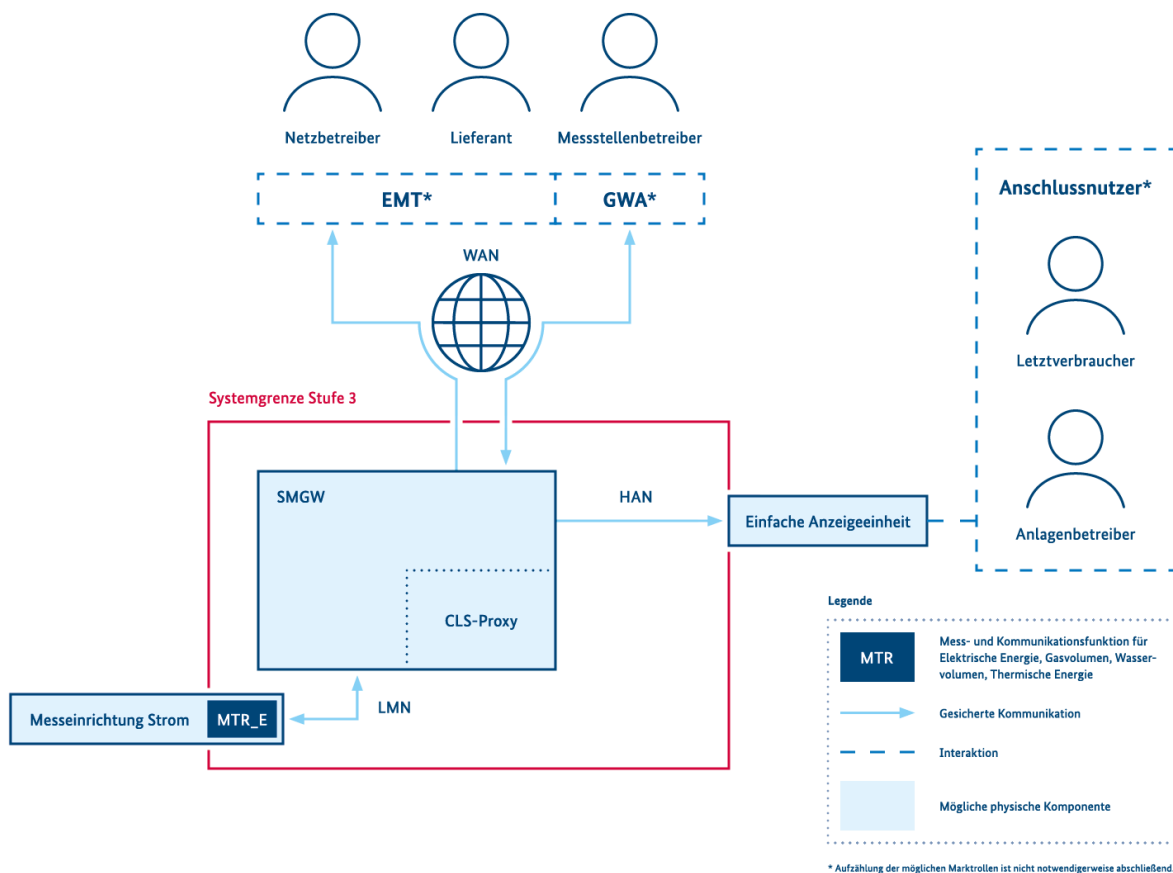 Netzbetreiber
Lieferant
Messstellenbetreiber
EMT*
GWA*
WAN
Anschlussnutzer*
Letztverbraucher
Anlagenbetreiber
Systemgrenze Stufe 3
SMGW
HAN
Einfache Anzeigeeinheit
CLS-Proxy
Messeinrichtung Strom
MTR_E
LMN
Legende
MTR
Mess- und Kommunikationsfunktion für
Elektrische Energie, Gasvolumen, Wasser-
volumen, Thermische Energie
Gesicherte Kommunikation
Interaktion
Mögliche physische Komponente
* Aufzählung der möglichen Marktrollen ist nicht notwendigerweise abschließend.